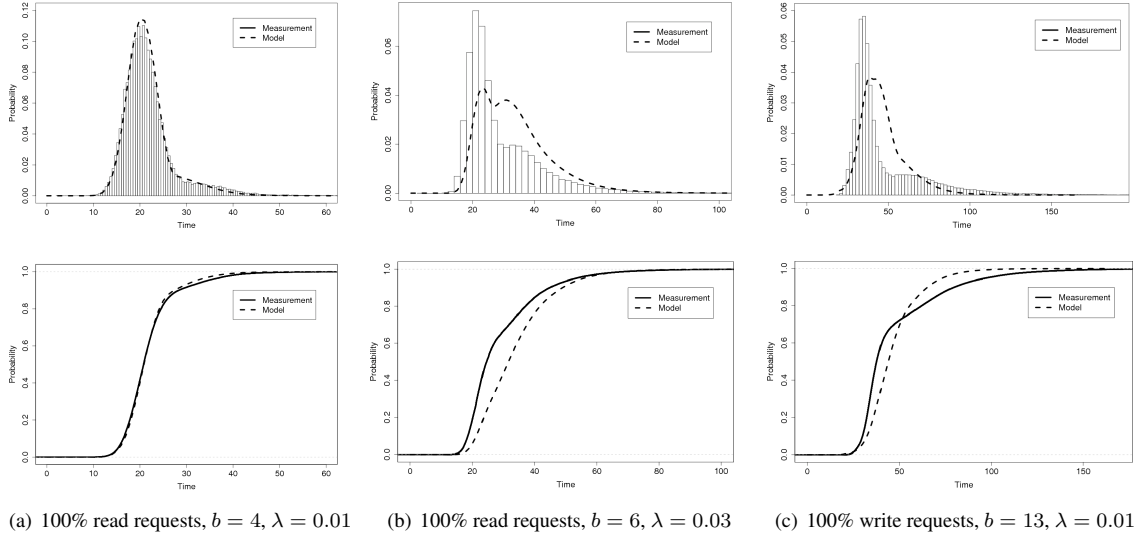 Probability
0.00 0.02 0.04 0.06 0.08 0.10 0.12
Measurement
Model
0 10 20 30 40 50 60
Time
Probability
0.00 0.02 0.04 0.06
Measurement
Model
0 20 40 60 80 100
Time
Probability
0.00 0.01 0.02 0.03 0.04 0.05 0.06
Measurement
Model
0 50 100 150
Time
Probability
0.0 0.2 0.4 0.6 0.8 1.0
Measurement
Model
0 10 20 30 40 50 60
Time
Probability
0.0 0.2 0.4 0.6 0.8 1.0
Measurement
Model
0 20 40 60 80 100
Time
Probability
0.0 0.2 0.4 0.6 0.8 1.0
Measurement
Model
0 50 100 150
Time
(a) 100% read requests, b = 4, λ = 0.01
(b) 100% read requests, b = 6, λ = 0.03
(c) 100% write requests, b = 13, λ = 0.01